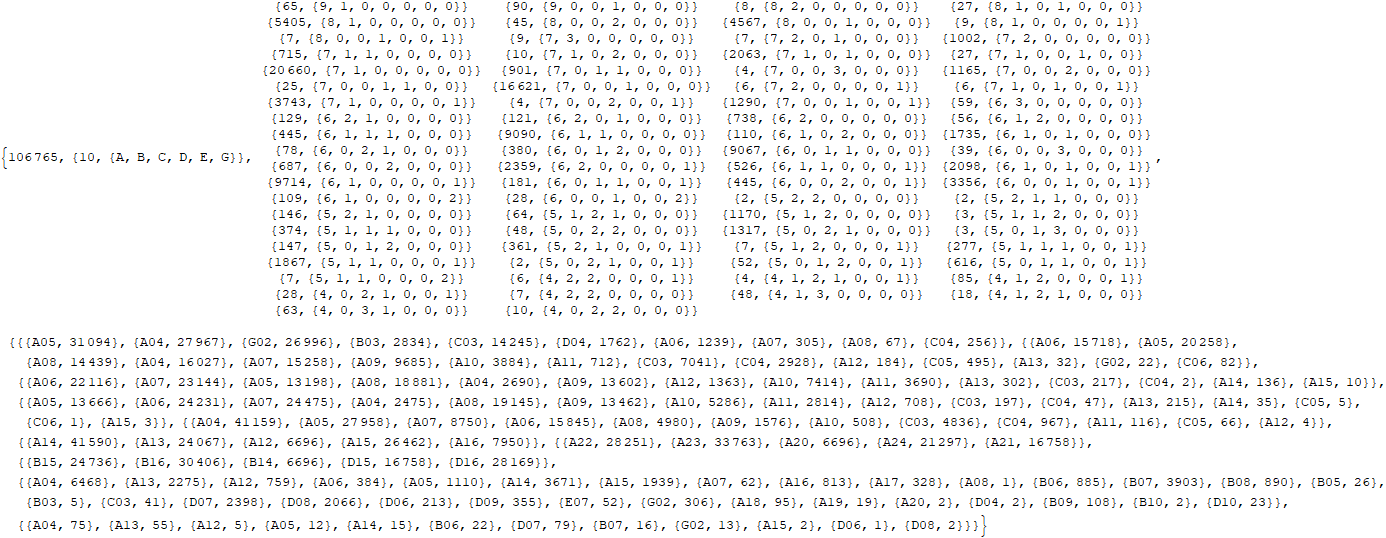 {65, {9, 1, 0, 0, 0, 0, 0}} {90, {9, 0, 0, 1, 0, 0, 0}} {8, {8, 2, 0, 0, 0, 0, 0}} {27, {8, 1, 0, 1, 0, 0, 0}}
{5405, {8, 1, 0, 0, 0, 0, 0}} {45, {8, 0, 0, 2, 0, 0, 0}} {4567, {8, 0, 0, 1, 0, 0, 0}} {9, {8, 1, 0, 0, 0, 0, 1}}
{7, {8, 0, 0, 1, 0, 0, 1}} {9, {7, 3, 0, 0, 0, 0, 0}} {7, {7, 2, 0, 1, 0, 0, 0}} {1002, {7, 2, 0, 0, 0, 0, 0}}
{715, {7, 1, 1, 0, 0, 0, 0}} {10, {7, 1, 0, 2, 0, 0, 0}} {2063, {7, 1, 0, 1, 0, 0, 0}} {27, {7, 1, 0, 0, 1, 0, 0}}
{20660, {7, 1, 0, 0, 0, 0, 0}} {901, {7, 0, 1, 1, 0, 0, 0}} {4, {7, 0, 0, 3, 0, 0, 0}} {1165, {7, 0, 0, 2, 0, 0, 0}}
{25, {7, 0, 0, 1, 1, 0, 0}} {16621, {7, 0, 0, 1, 0, 0, 0}} {6, {7, 2, 0, 0, 0, 0, 1}} {6, {7, 1, 0, 1, 0, 0, 1}}
{3743, {7, 1, 0, 0, 0, 0, 1}} {4, {7, 0, 0, 2, 0, 0, 1}} {1290, {7, 0, 0, 1, 0, 0, 1}} {59, {6, 3, 0, 0, 0, 0, 0}}
{129, {6, 2, 1, 0, 0, 0, 0}} {121, {6, 2, 0, 1, 0, 0, 0}} {738, {6, 2, 0, 0, 0, 0, 0}} {56, {6, 1, 2, 0, 0, 0, 0}}
{445, {6, 1, 1, 1, 0, 0, 0}} {9090, {6, 1, 1, 0, 0, 0, 0}} {110, {6, 1, 0, 2, 0, 0, 0}} {1735, {6, 1, 0, 1, 0, 0, 0}}
{106765, {10, {A, B, C, D, E, G}}, {78, {6, 0, 2, 1, 0, 0, 0}} {380, {6, 0, 1, 2, 0, 0, 0}} {9067, {6, 0, 1, 1, 0, 0, 0}} {39, {6, 0, 0, 3, 0, 0, 0}} ,
{687, {6, 0, 0, 2, 0, 0, 0}} {2359, {6, 2, 0, 0, 0, 0, 1}} {526, {6, 1, 1, 0, 0, 0, 1}} {2098, {6, 1, 0, 1, 0, 0, 1}}
{9714, {6, 1, 0, 0, 0, 0, 1}} {181, {6, 0, 1, 1, 0, 0, 1}} {445, {6, 0, 0, 2, 0, 0, 1}} {3356, {6, 0, 0, 1, 0, 0, 1}}
{109, {6, 1, 0, 0, 0, 0, 2}} {28, {6, 0, 0, 1, 0, 0, 2}} {2, {5, 2, 2, 0, 0, 0, 0}} {2, {5, 2, 1, 1, 0, 0, 0}}
{146, {5, 2, 1, 0, 0, 0, 0}} {64, {5, 1, 2, 1, 0, 0, 0}} {1170, {5, 1, 2, 0, 0, 0, 0}} {3, {5, 1, 1, 2, 0, 0, 0}}
{374, {5, 1, 1, 1, 0, 0, 0}} {48, {5, 0, 2, 2, 0, 0, 0}} {1317, {5, 0, 2, 1, 0, 0, 0}} {3, {5, 0, 1, 3, 0, 0, 0}}
{147, {5, 0, 1, 2, 0, 0, 0}} {361, {5, 2, 1, 0, 0, 0, 1}} {7, {5, 1, 2, 0, 0, 0, 1}} {277, {5, 1, 1, 1, 0, 0, 1}}
{1867, {5, 1, 1, 0, 0, 0, 1}} {2, {5, 0, 2, 1, 0, 0, 1}} {52, {5, 0, 1, 2, 0, 0, 1}} {616, {5, 0, 1, 1, 0, 0, 1}}
{7, {5, 1, 1, 0, 0, 0, 2}} {6, {4, 2, 2, 0, 0, 0, 1}} {4, {4, 1, 2, 1, 0, 0, 1}} {85, {4, 1, 2, 0, 0, 0, 1}}
{28, {4, 0, 2, 1, 0, 0, 1}} {7, {4, 2, 2, 0, 0, 0, 0}} {48, {4, 1, 3, 0, 0, 0, 0}} {18, {4, 1, 2, 1, 0, 0, 0}}
{63, {4, 0, 3, 1, 0, 0, 0}} {10, {4, 0, 2, 2, 0, 0, 0}}
{{{A05, 31094}, {A04, 27967}, {G02, 26996}, {B03, 2834}, {C03, 14245}, {D04, 1762}, {A06, 1239}, {A07, 305}, {A08, 67}, {C04, 256}}, {{A06, 15718}, {A05, 20258},
{A08, 14439}, {A04, 16027}, {A07, 15258}, {A09, 9685}, {A10, 3884}, {A11, 712}, {C03, 7041}, {C04, 2928}, {A12, 184}, {C05, 495}, {A13, 32}, {G02, 22}, {C06, 82}},
{{A06, 22116}, {A07, 23144}, {A05, 13198}, {A08, 18881}, {A04, 2690}, {A09, 13602}, {A12, 1363}, {A10, 7414}, {A11, 3690}, {A13, 302}, {C03, 217}, {C04, 2}, {A14, 136}, {A15, 10}},
{{A05, 13666}, {A06, 24231}, {A07, 24475}, {A04, 2475}, {A08, 19145}, {A09, 13462}, {A10, 5286}, {A11, 2814}, {A12, 708}, {C03, 197}, {C04, 47}, {A13, 215}, {A14, 35}, {C05, 5},
{C06, 1}, {A15, 3}}, {{A04, 41159}, {A05, 27958}, {A07, 8750}, {A06, 15845}, {A08, 4980}, {A09, 1576}, {A10, 508}, {C03, 4836}, {C04, 967}, {A11, 116}, {C05, 66}, {A12, 4}},
{{A14, 41590}, {A13, 24067}, {A12, 6696}, {A15, 26462}, {A16, 7950}}, {{A22, 28251}, {A23, 33763}, {A20, 6696}, {A24, 21297}, {A21, 16758}},
{{B15, 24736}, {B16, 30406}, {B14, 6696}, {D15, 16758}, {D16, 28169}},
{{A04, 6468}, {A13, 2275}, {A12, 759}, {A06, 384}, {A05, 1110}, {A14, 3671}, {A15, 1939}, {A07, 62}, {A16, 813}, {A17, 328}, {A08, 1}, {B06, 885}, {B07, 3903}, {B08, 890}, {B05, 26},
{B03, 5}, {C03, 41}, {D07, 2398}, {D08, 2066}, {D06, 213}, {D09, 355}, {E07, 52}, {G02, 306}, {A18, 95}, {A19, 19}, {A20, 2}, {D04, 2}, {B09, 108}, {B10, 2}, {D10, 23}},
{{A04, 75}, {A13, 55}, {A12, 5}, {A05, 12}, {A14, 15}, {B06, 22}, {D07, 79}, {B07, 16}, {G02, 13}, {A15, 2}, {D06, 1}, {D08, 2}}}}